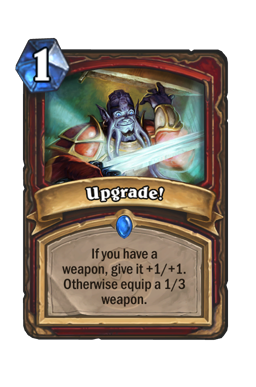 1
Upgrade!
If you have a
weapon, give it +1/+1.
Otherwise equip a 1/3
weapon.